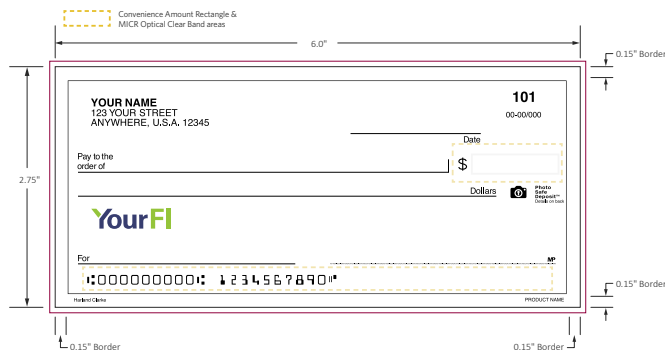 Convenience Amount Rectangle &
MICR Optical Clear Band areas
6.0"
0.15" Border
2.75"
YOUR NAME
123 YOUR STREET
ANYWHERE, U.S.A. 12345
101
00-00/000
Date
Pay to the
order of
$
Dollars
Photo
Safe
Deposit™
Details on back
YourFI
For
MP
⑆000000000⑆ 1234567890⑈
Harland Clarke
PRODUCT NAME
0.15" Border
0.15" Border
0.15" Border